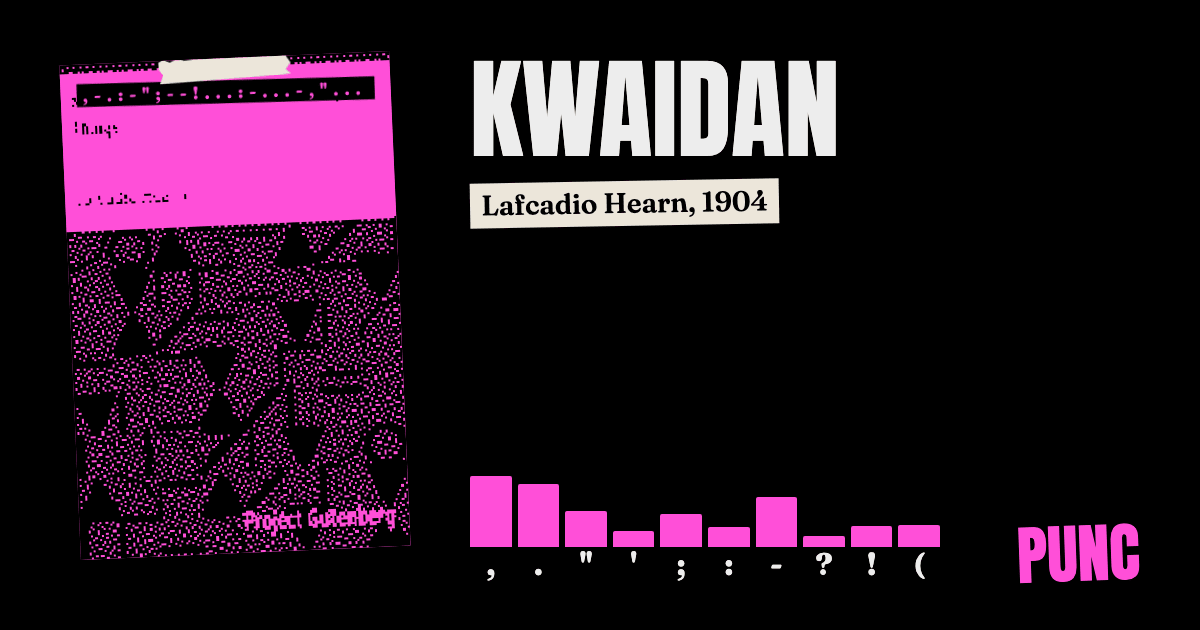 ,-.:-";--!...:-...-,"...
KWAIDAN
Lafcadio Hearn, 1904
Project Gutenberg
, . " ' ; : - ? ! (
PUNC